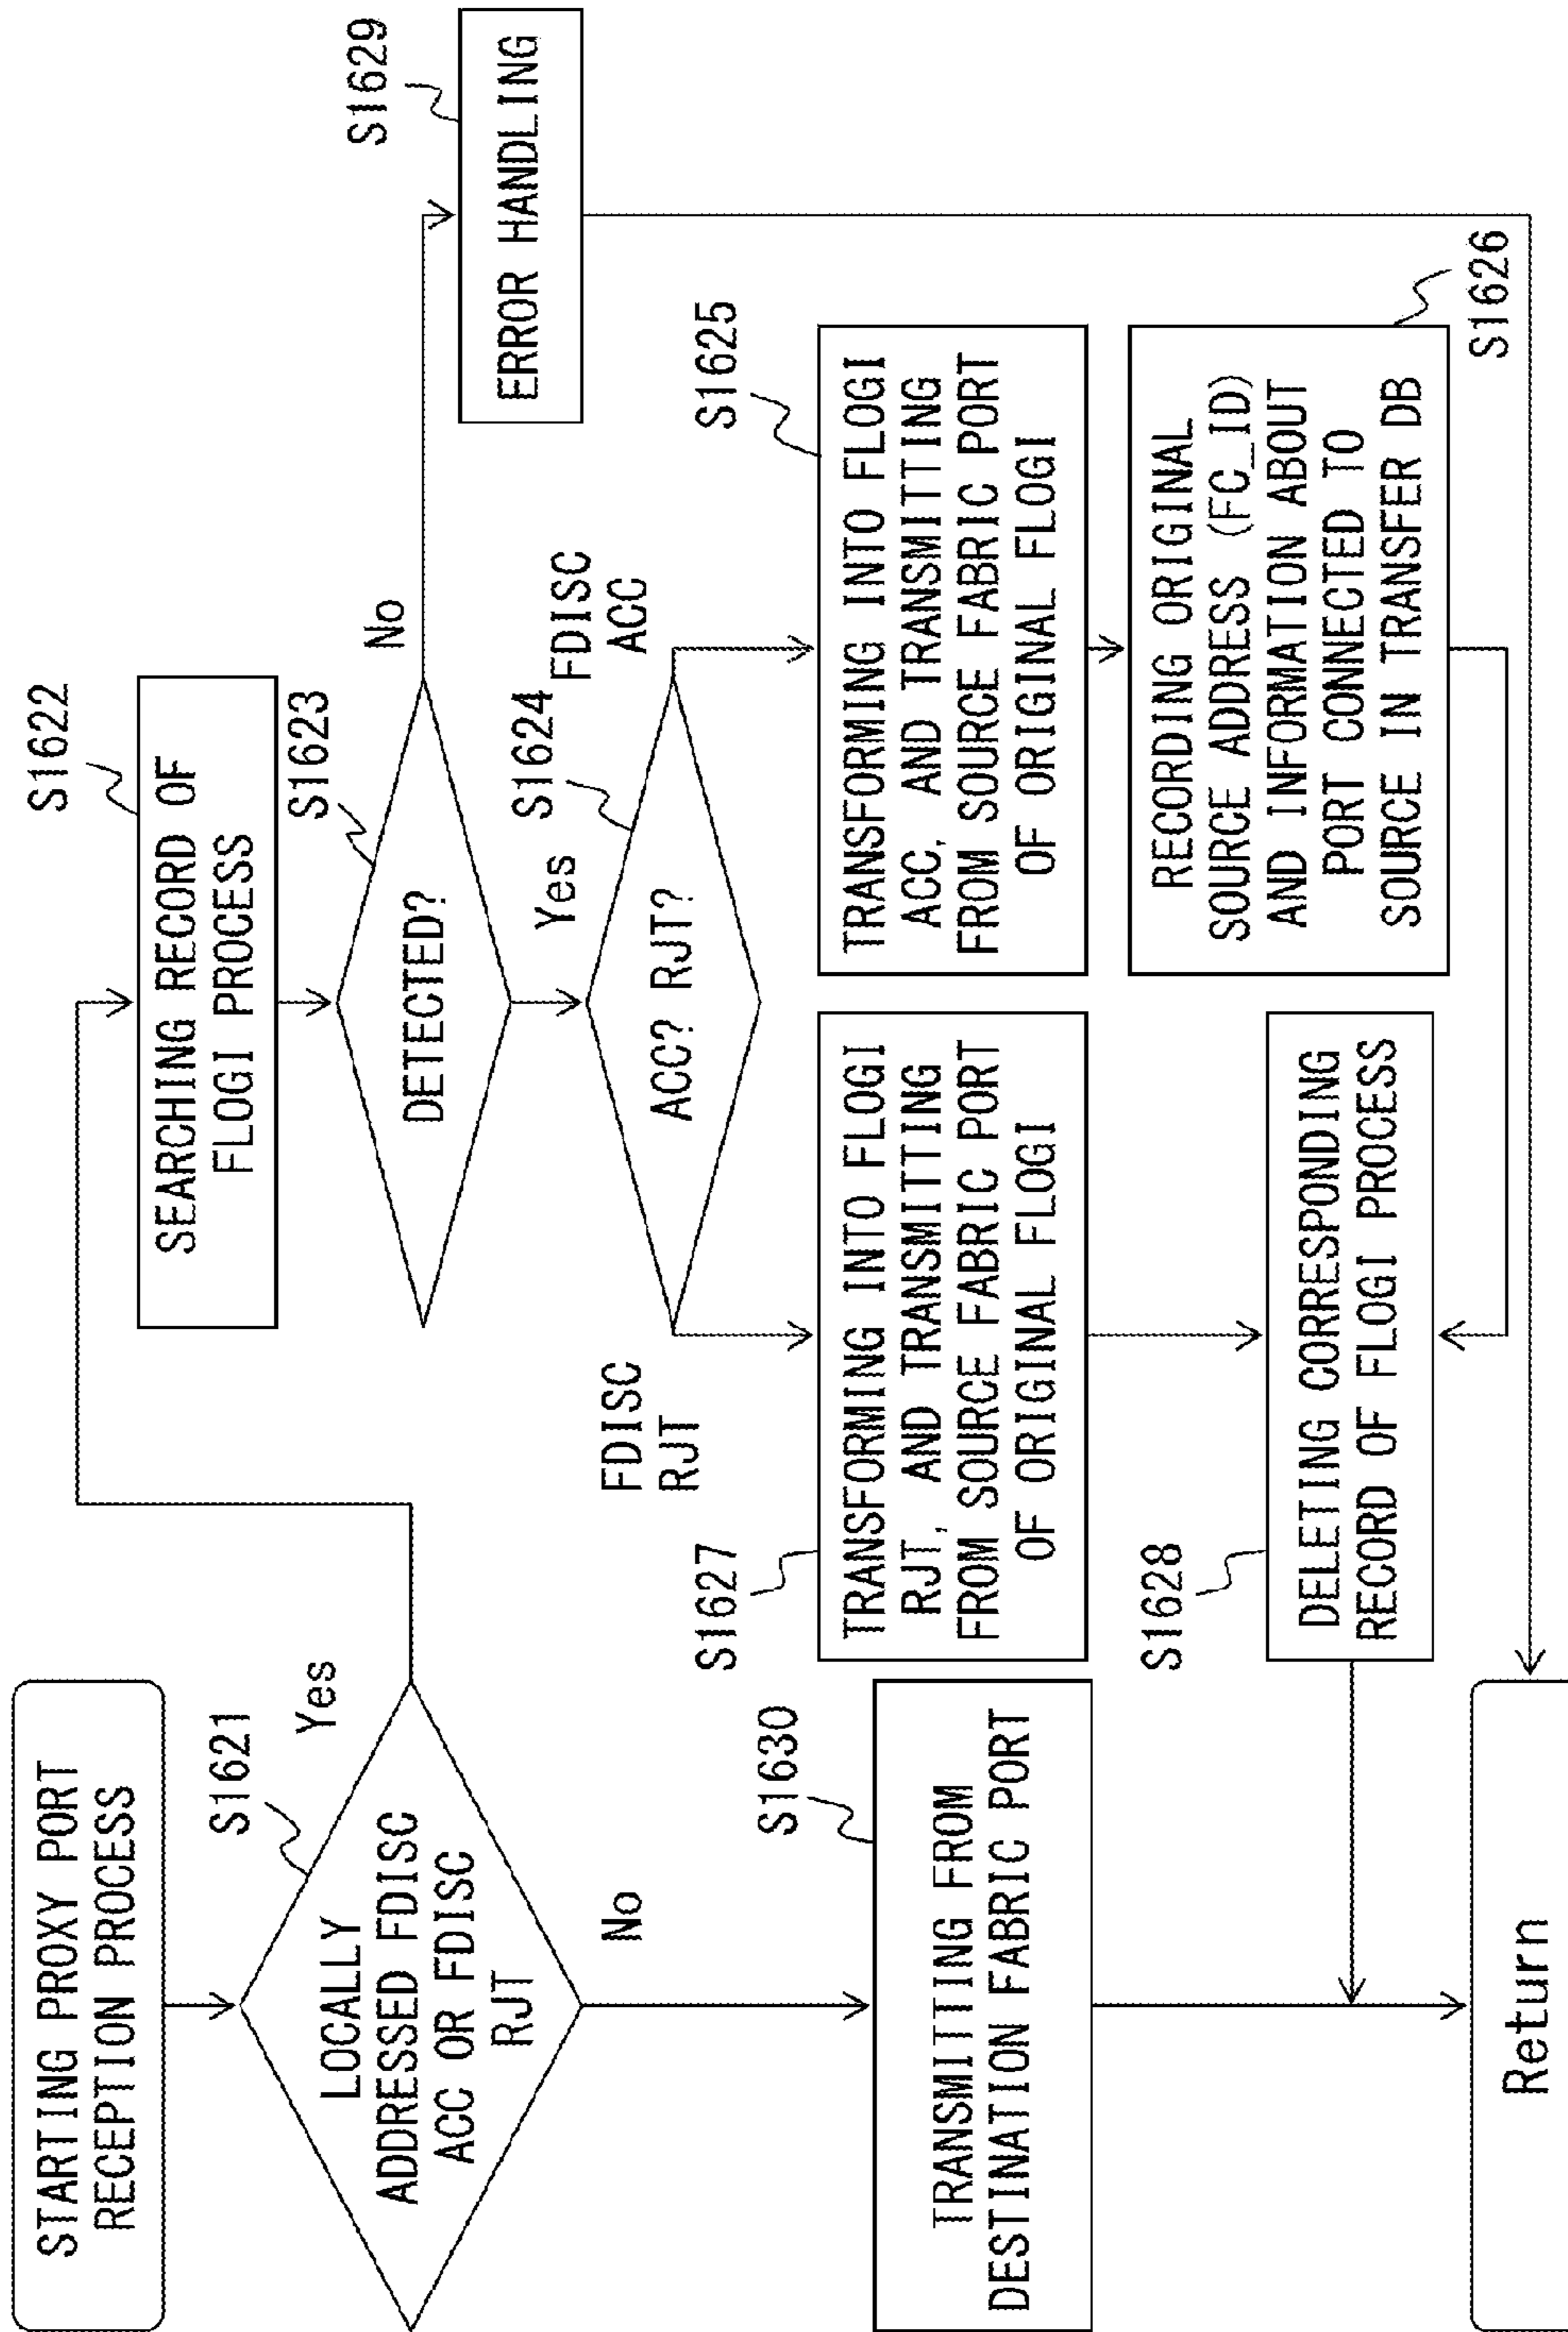 STARTING PROXY PORT
RECEPTION PROCESS
S1621
LOCALLY
ADDRESSED FDISC
ACC OR FDISC
RJT
Yes
No
S1630
TRANSMITTING FROM
DESTINATION FABRIC PORT
Return
S1622
SEARCHING RECORD OF
FLOGI PROCESS
S1623
DETECTED?
No
Yes
S1629
ERROR HANDLING
S1624
ACC? RJT?
FDISC
RJT
FDISC
ACC
S1627
TRANSFORMING INTO FLOGI
RJT, AND TRANSMITTING
FROM SOURCE FABRIC PORT
OF ORIGINAL FLOGI
S1625
TRANSFORMING INTO FLOGI
ACC, AND TRANSMITTING
FROM SOURCE FABRIC PORT
OF ORIGINAL FLOGI
S1628
DELETING CORRESPONDING
RECORD OF FLOGI PROCESS
RECORDING ORIGINAL
SOURCE ADDRESS (FC_ID)
AND INFORMATION ABOUT
PORT CONNECTED TO
SOURCE IN TRANSFER DB
S1626